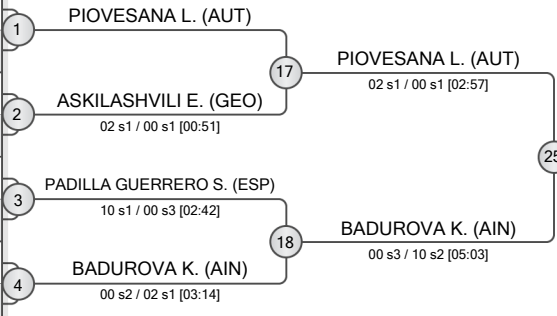 PIOVESANA L. (AUT)
1
17
PIOVESANA L. (AUT)
02 s1 / 00 s1 [02:57]
ASKILASHVILI E. (GEO)
2
02 s1 / 00 s1 [00:51]
25
PADILLA GUERRERO S. (ESP)
3
10 s1 / 00 s3 [02:42]
18
BADUROVA K. (AIN)
00 s3 / 10 s2 [05:03]
BADUROVA K. (AIN)
4
00 s2 / 02 s1 [03:14]